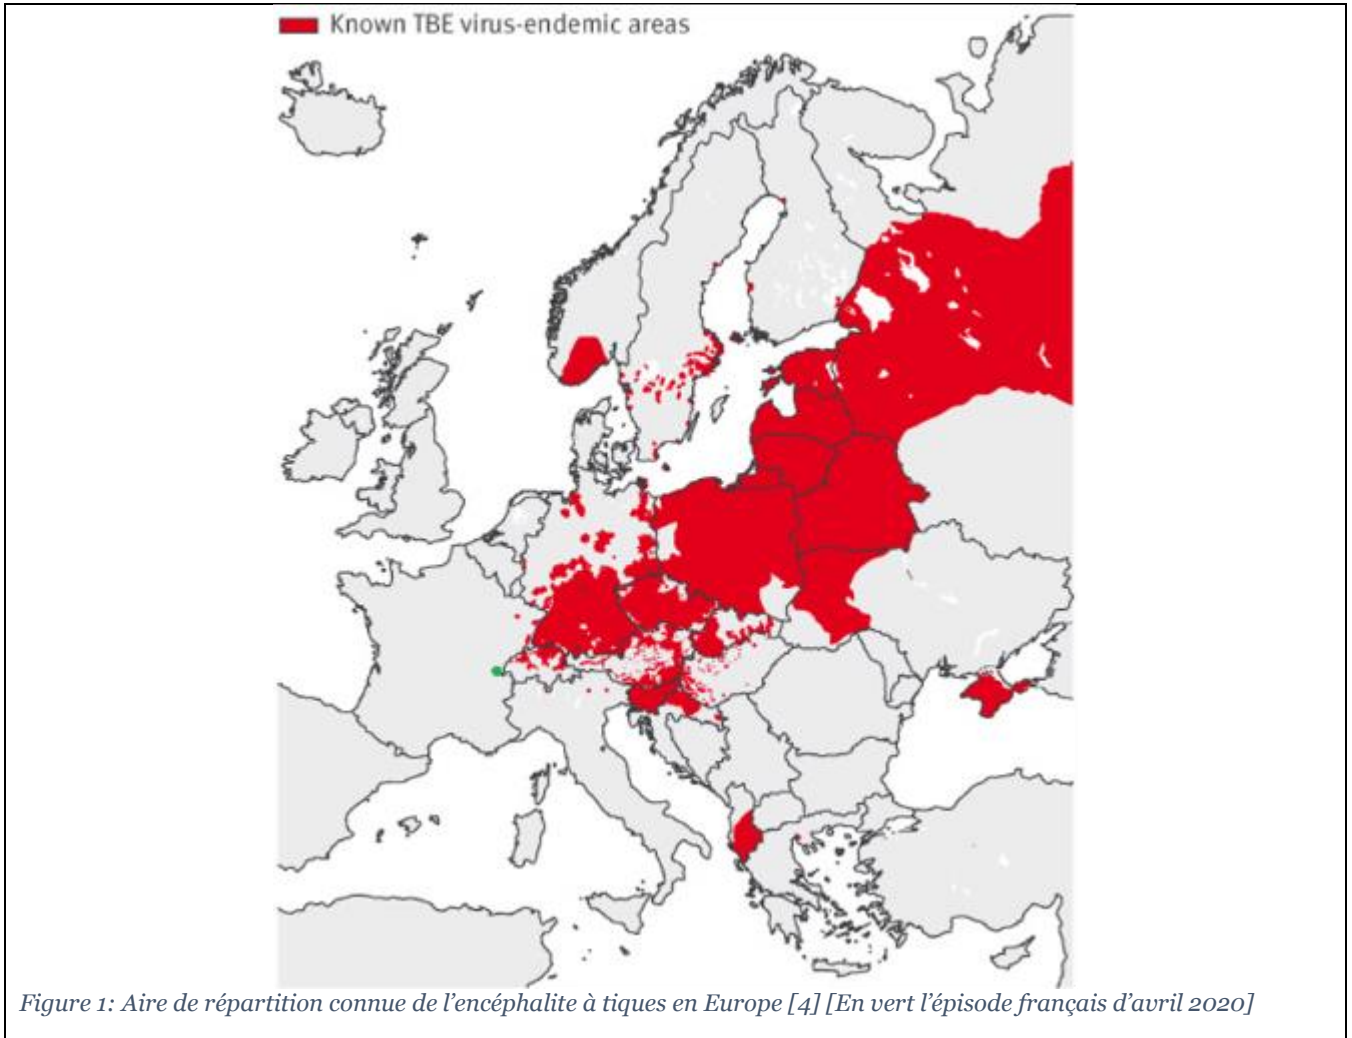 Known TBE virus-endemic areas
Figure 1: Aire de répartition connue de l'encéphalite à tiques en Europe [4] [En vert l'épisode français d'avril 2020]